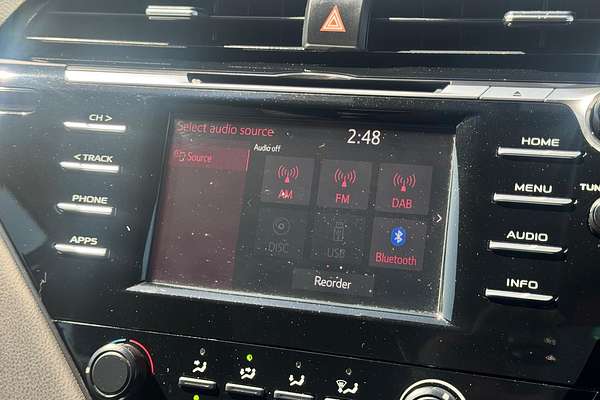 CH >
< TRACK
PHONE
APPS
Select audio source
2:48
Source
Audio off
AM
FM
DAB
DISC
USB
Bluetooth
Reorder
HOME
MENU
AUDIO
INFO
TUN